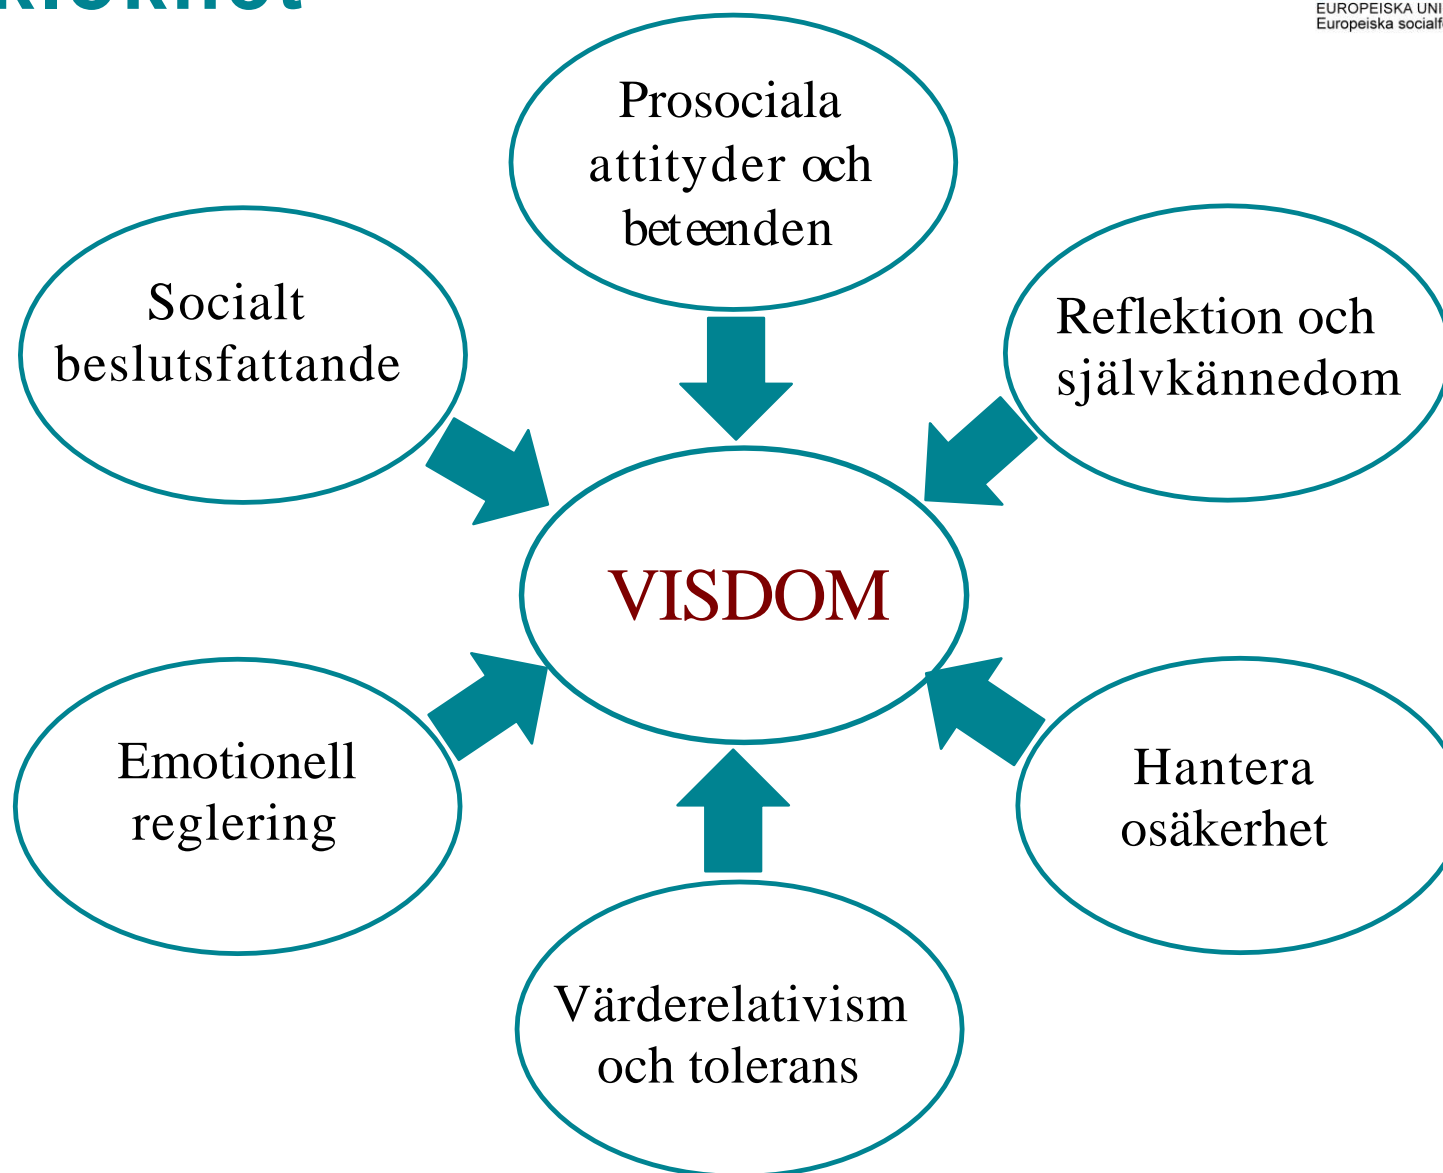 EUROPEISKA UNI
Europeiska socialf
Prosociala
attityder och
beteenden
Socialt
beslutsfattande
Reflektion och
självkännedom
VISDOM
Emotionell
reglering
Hantera
osäkerhet
Värderelativism
och tolerans